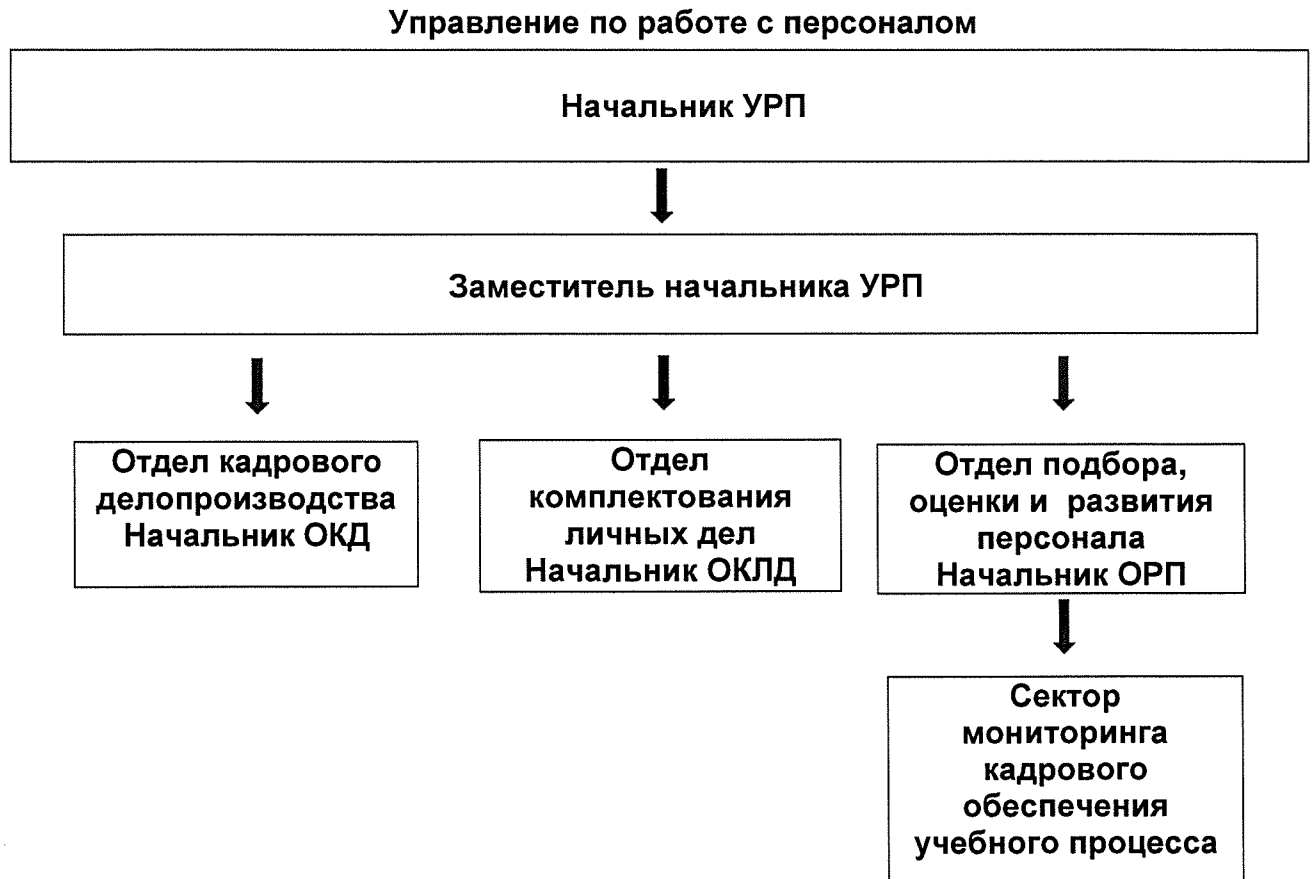 Управление по работе с персоналом
Начальник УРП
Заместитель начальника УРП
Отдел кадрового
делопроизводства
Начальник ОКД
Отдел
комплектования
личных дел
Начальник ОКЛД
Отдел подбора,
оценки и развития
персонала
Начальник ОРП
Сектор
мониторинга
кадрового
обеспечения
учебного процесса